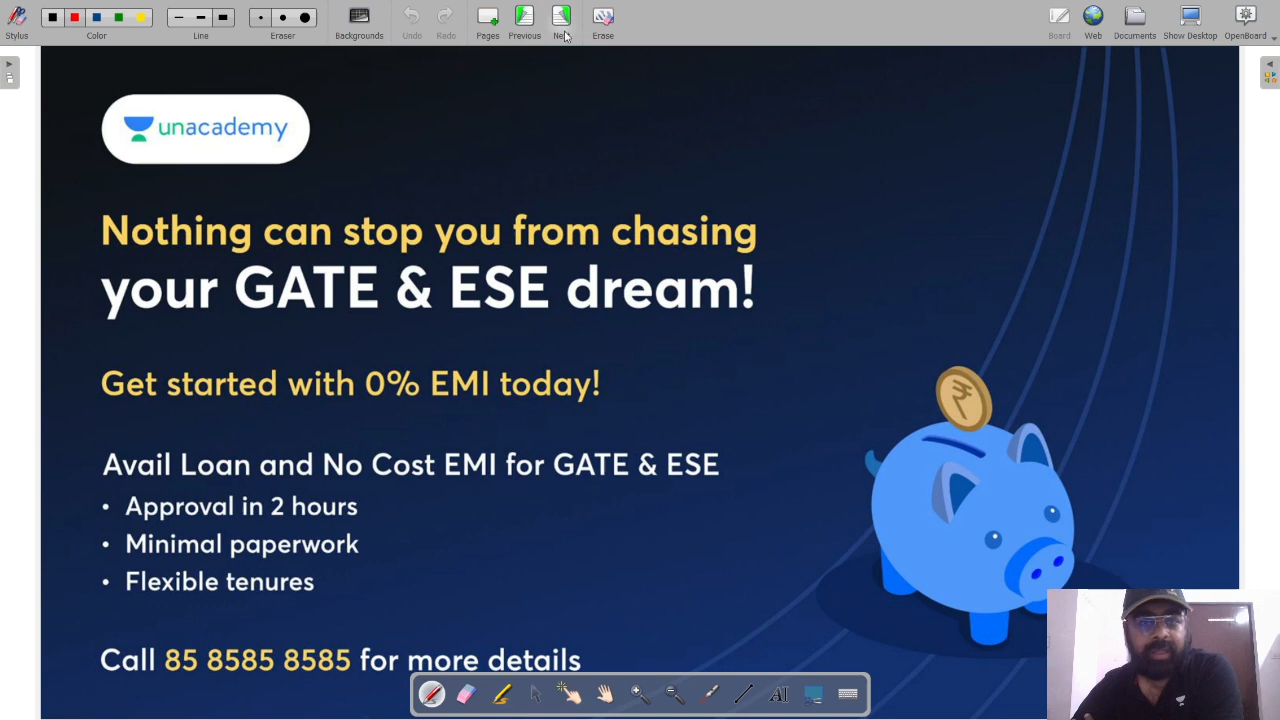 Stylus
Color
Line
Eraser
Backgrounds
Undo
Redo
Pages
Previous
Erase
Board
Web
Documents
Show Desktop
OpenBoard
unacademy
Nothing can stop you from chasing
your GATE & ESE dream!
Get started with 0% EMI today!
Avail Loan and No Cost EMI for GATE & ESE
• Approval in 2 hours
• Minimal paperwork
• Flexible tenures
Call 85 8585 8585 for more details
AI